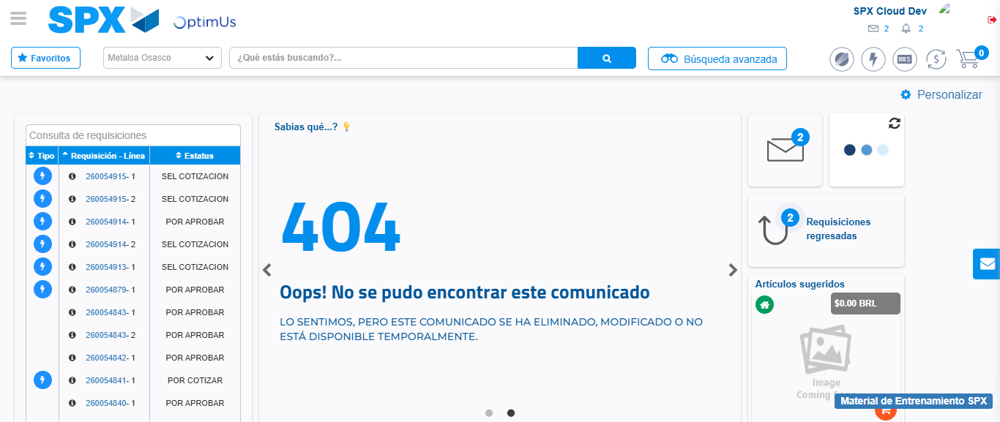 SPX OptimUs
SPX Cloud Dev
2 2
Favoritos
Metalsa Osasco
¿Qué estás buscando?...
Búsqueda avanzada
0
Personalizar
Consulta de requisiciones
Tipo Requisición - Línea Estatus
260054915- 1 SEL COTIZACION
260054915- 2 SEL COTIZACION
260054914- 1 POR APROBAR
260054914- 2 SEL COTIZACION
260054913- 1 SEL COTIZACION
260054879- 1 POR APROBAR
260054843- 1 POR APROBAR
260054843- 2 POR APROBAR
260054842- 1 POR APROBAR
260054841- 1 POR COTIZAR
260054840- 1 POR APROBAR
Sabías qué...?
404
Oops! No se pudo encontrar este comunicado
LO SENTIMOS, PERO ESTE COMUNICADO SE HA ELIMINADO, MODIFICADO O NO
ESTÁ DISPONIBLE TEMPORALMENTE.
2
2
Requisiciones
regresadas
Artículos sugeridos
$0.00 BRL
Image
Coming
Material de Entrenamiento SPX